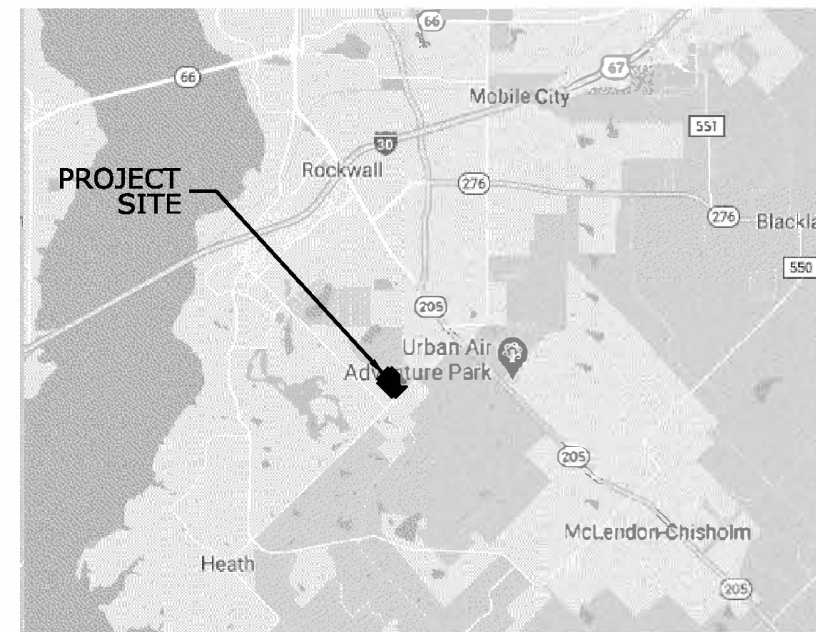 66
66
67
Mobile City
551
30
PROJECT
SITE
Rockwall
276
276
Blackla
550
205
Urban Air
Adventure Park
205
McLendon-Chisholm
Heath
205